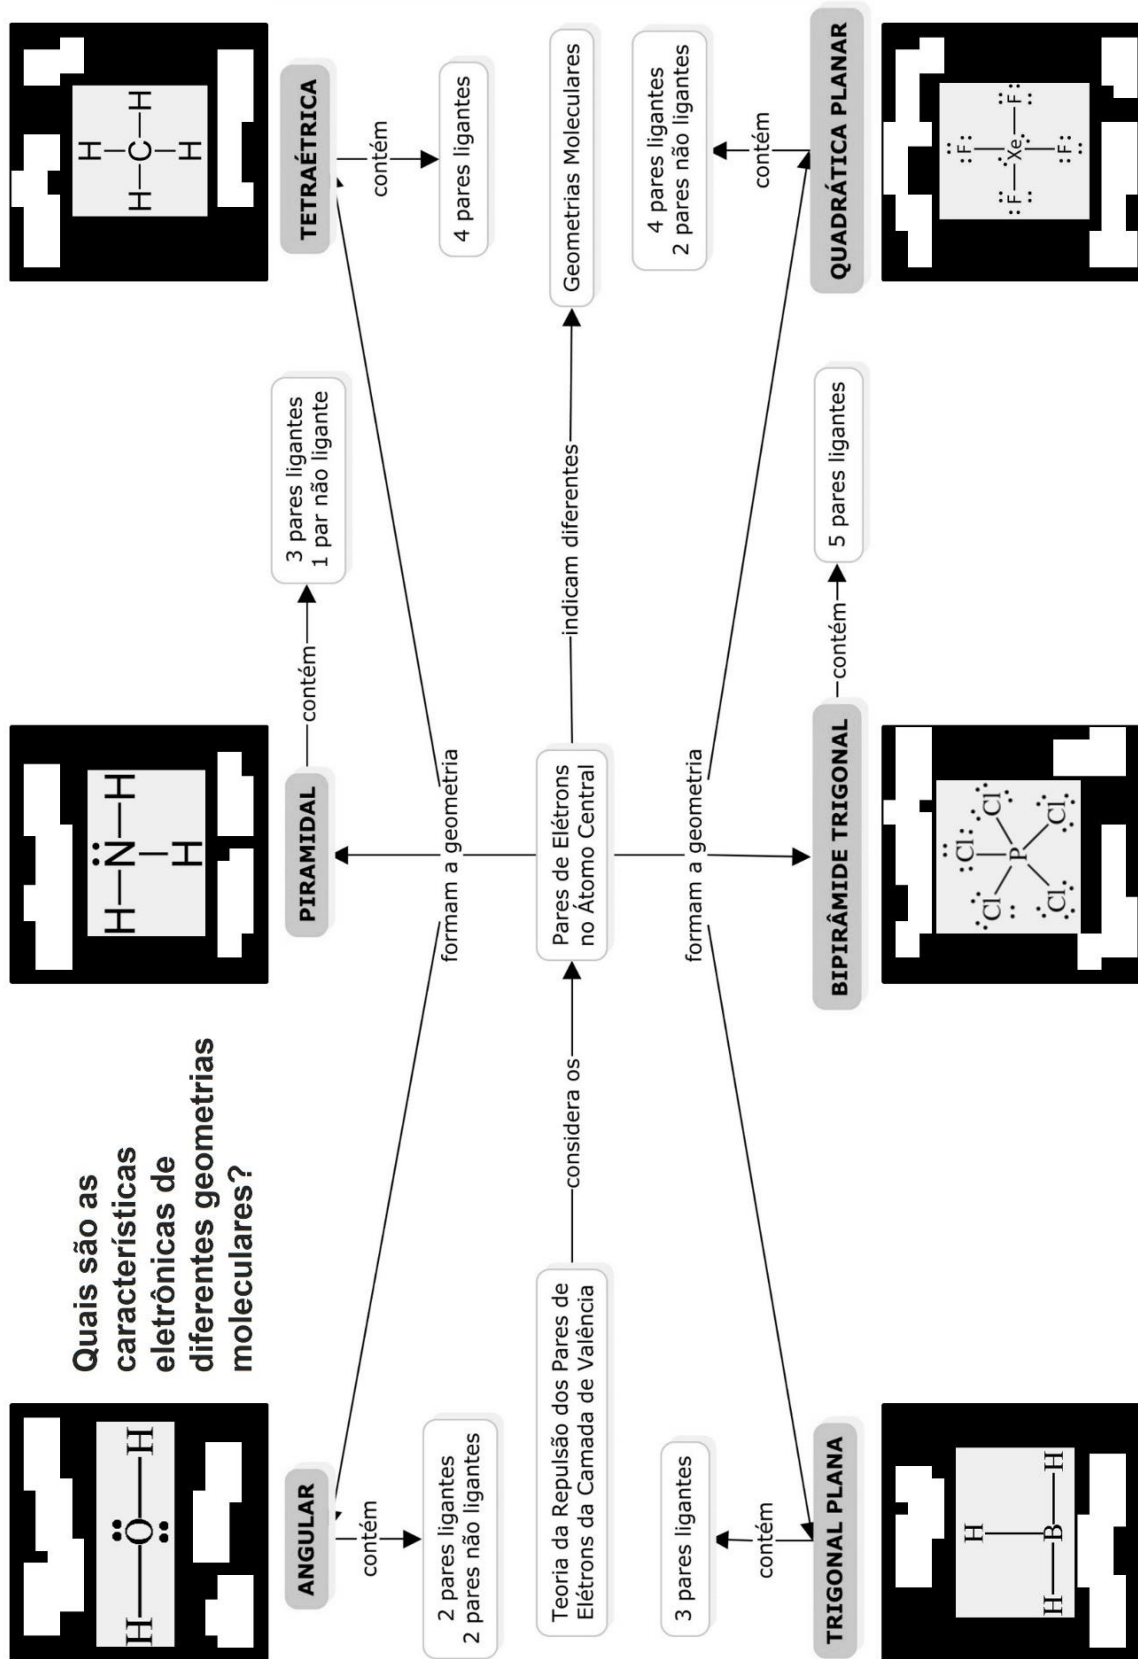 Quais são as
características
eletrônicas de
diferentes geometrias
moleculares?
H—O—H
ANGULAR
contém
2 pares ligantes
2 pares não ligantes
H—N—H
H
PIRAMIDAL
contém
3 pares ligantes
1 par não ligante
H
H—C—H
H
TETRAÉTRICA
contém
4 pares ligantes
formam a geometria
Teoria da Repulsão dos Pares de
Elétrons da Camada de Valência
considera os
Pares de Elétrons
no Átomo Central
indicam diferentes
Geometrias Moleculares
formam a geometria
3 pares ligantes
contém
TRIGONAL PLANA
H
H—B—H
BIPIRÂMIDE TRIGONAL
contém
5 pares ligantes
Cl
Cl Cl
P
Cl Cl
4 pares ligantes
2 pares não ligantes
contém
QUADRÁTICA PLANAR
F
F—Xe—F
F